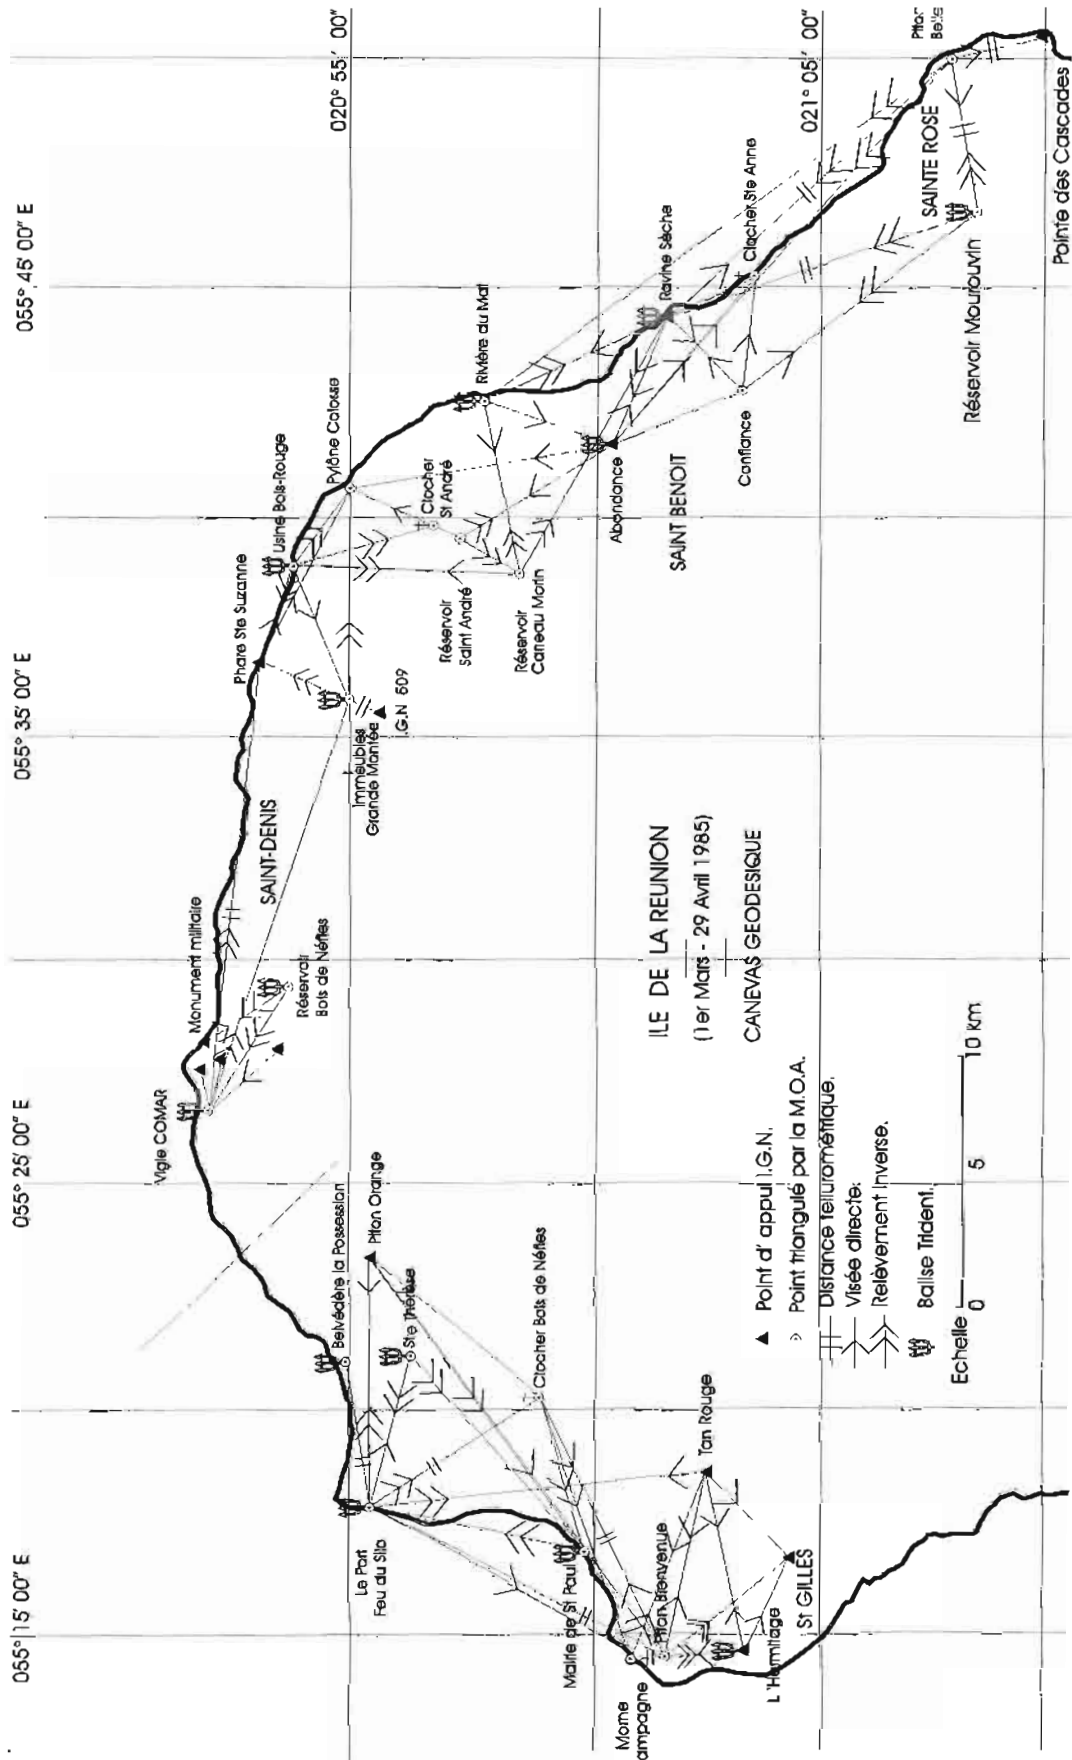 055° 15' 00" E
055° 25' 00" E
055° 35' 00" E
055° 45' 00" E
020° 55' 00"
021° 05' 00"
Vigie COMAR
Monument militaire
SAINT-DENIS
Réservoir
Bois de Nèfles
Phare Ste Suzanne
Usine Bois-Rouge
Pylône Colosse
Immeubles
Grande Montée
I.G.N 509
Réservoir
Saint André
Clocher
St André
Réservoir
Caneau Morin
Rivière du Mat
Abondance
SAINT BENOIT
Ravine Sèche
Confiance
Clocher Ste Anne
SAINTE ROSE
Réservoir Mourouvin
Pointe des Cascades
Belvédère la Possession
Piton Orange
Ste Thérèse
Le Port
Feu du Silo
Clocher Bois de Nèfles
Mairie de St Paul
Tan Rouge
Piton Bienvenue
Morne
ampagne
L'Hermitage
St GILLES
ILE DE LA REUNION
(1er Mars - 29 Avril 1985)
CANEVAS GEODESIQUE
Point d' appui I.G.N.
Point triangulé par la M.O.A.
Distance tellurométrique.
Visée directe.
Relèvement inverse.
Balise Trident.
Echelle 0 5 10 km